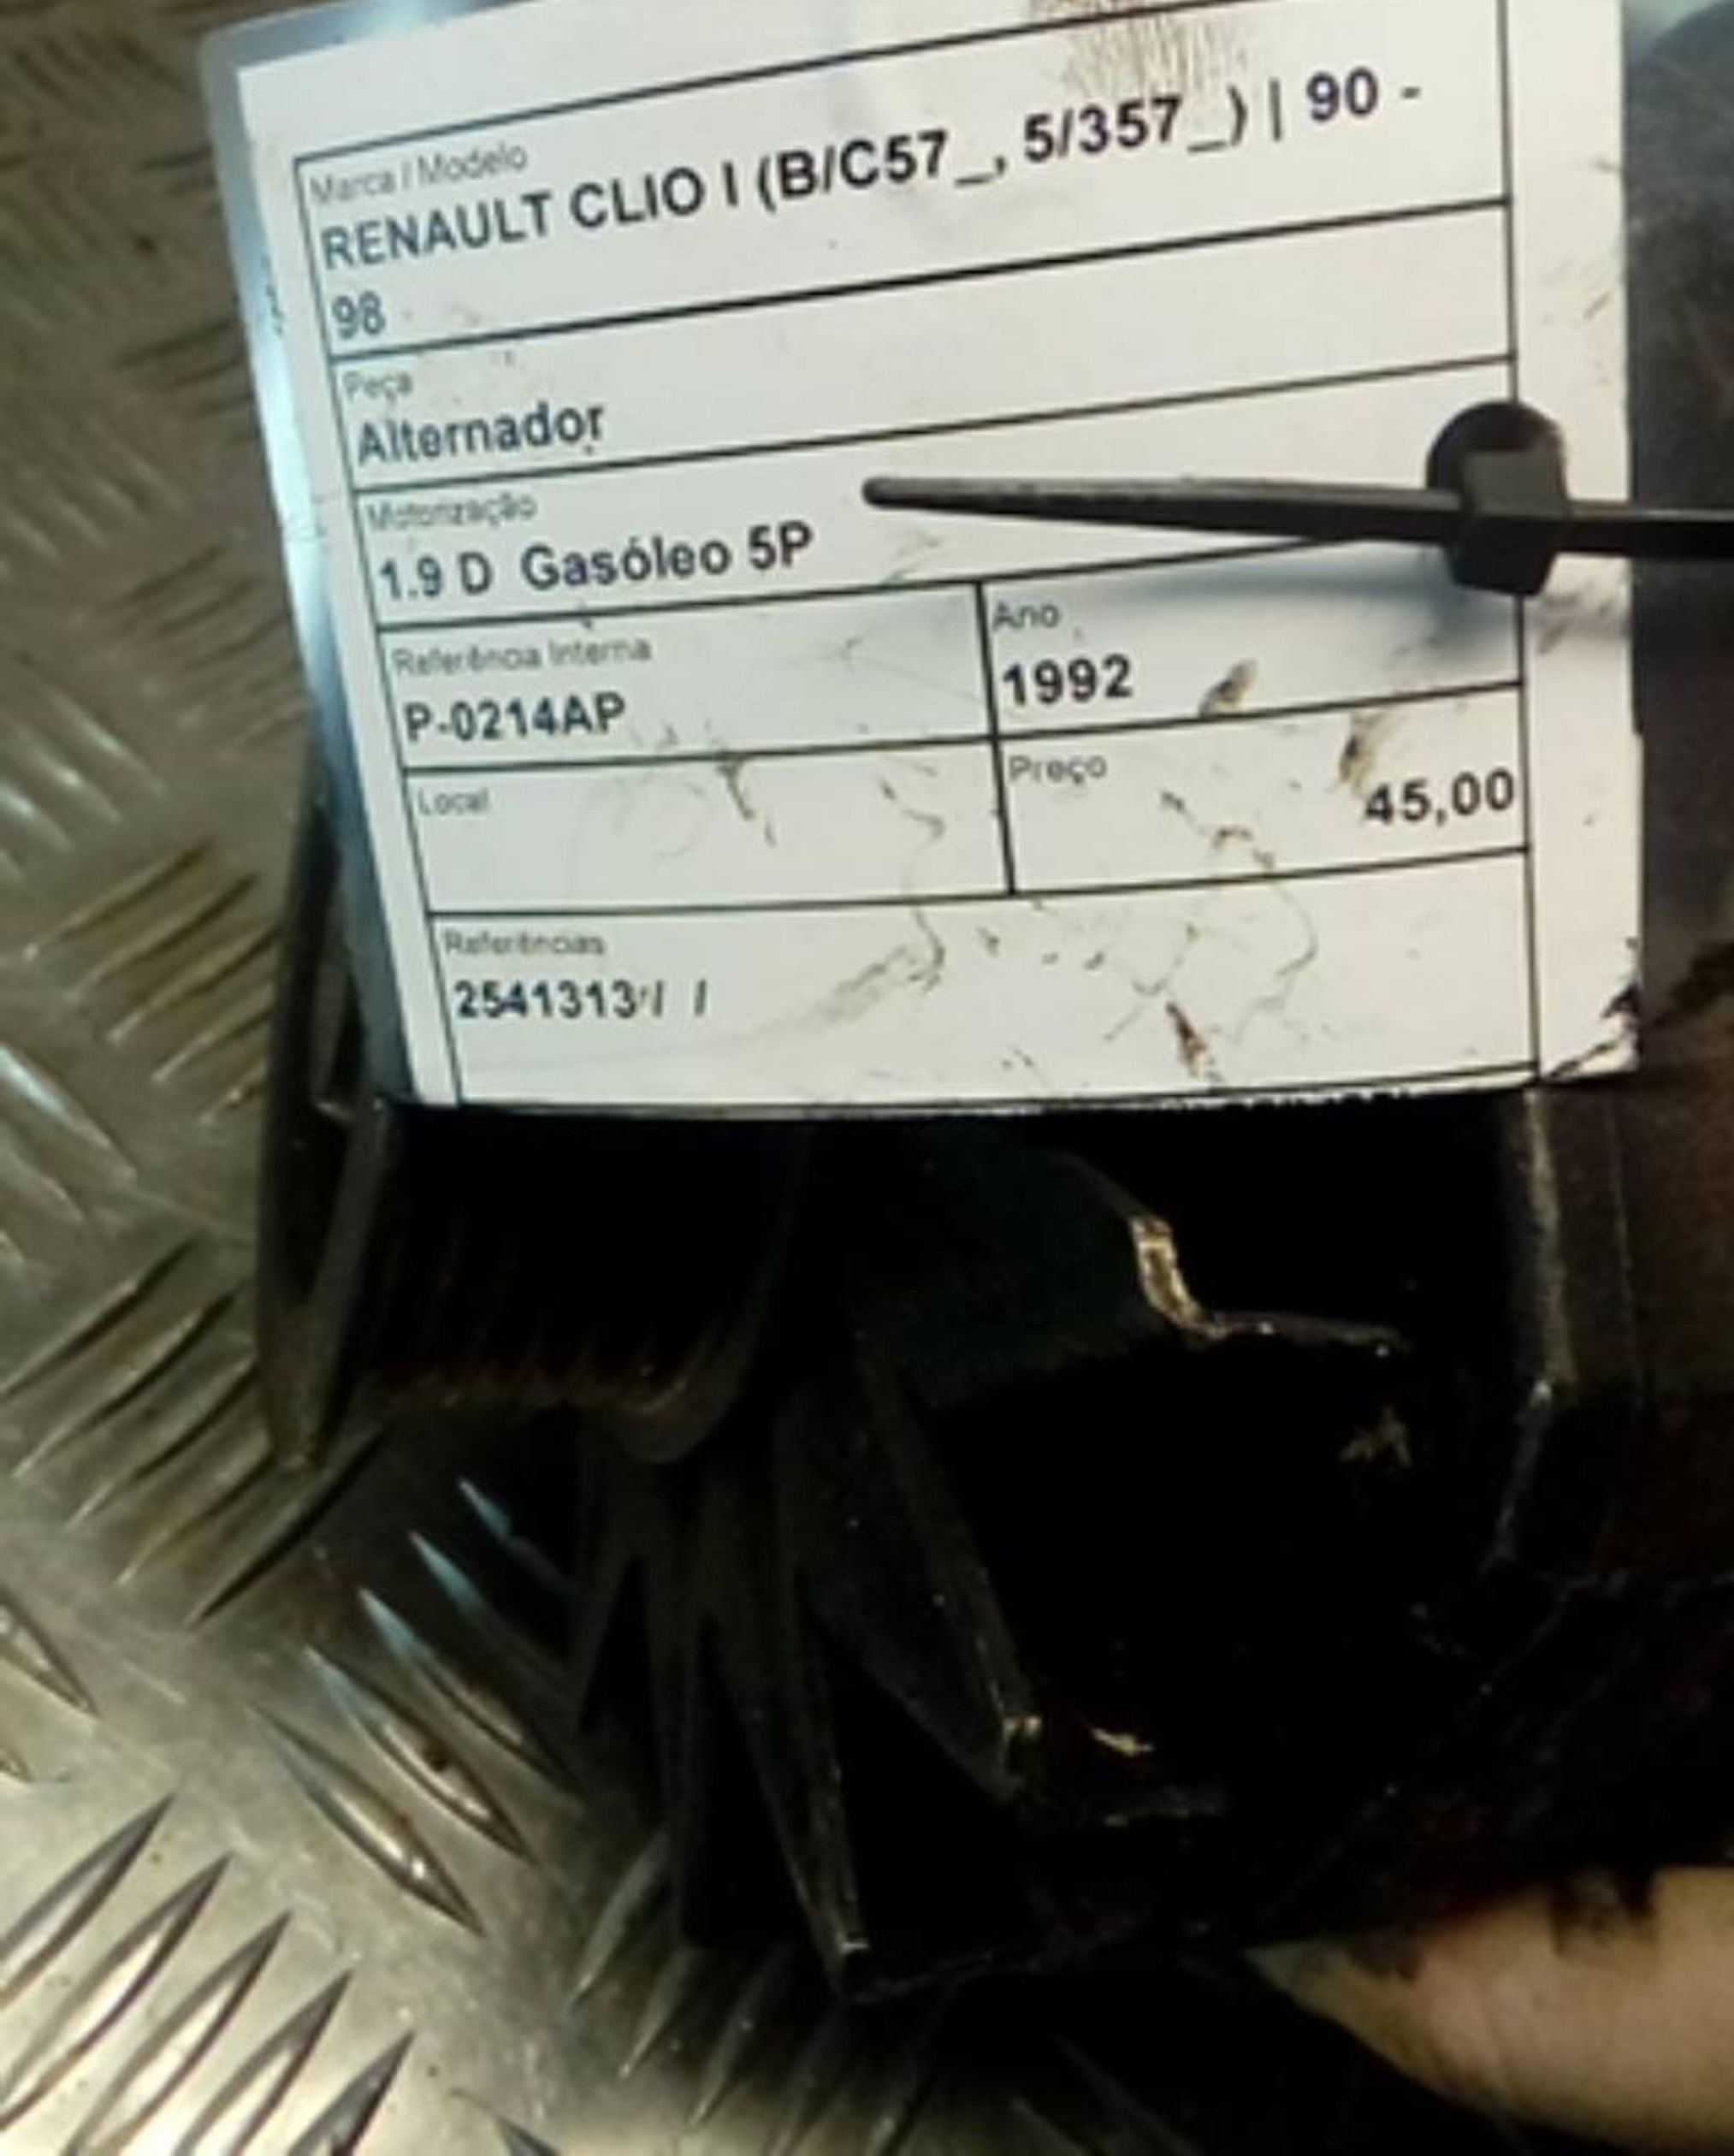 Marca / Modelo
RENAULT CLIO I (B/C57_, 5/357_) | 90 -
98
Peça
Alternador
Motorização
1.9 D Gasóleo 5P
Referência Interna
P-0214AP
Ano
1992
Local
Preço
45,00
Referências
2541313/ /